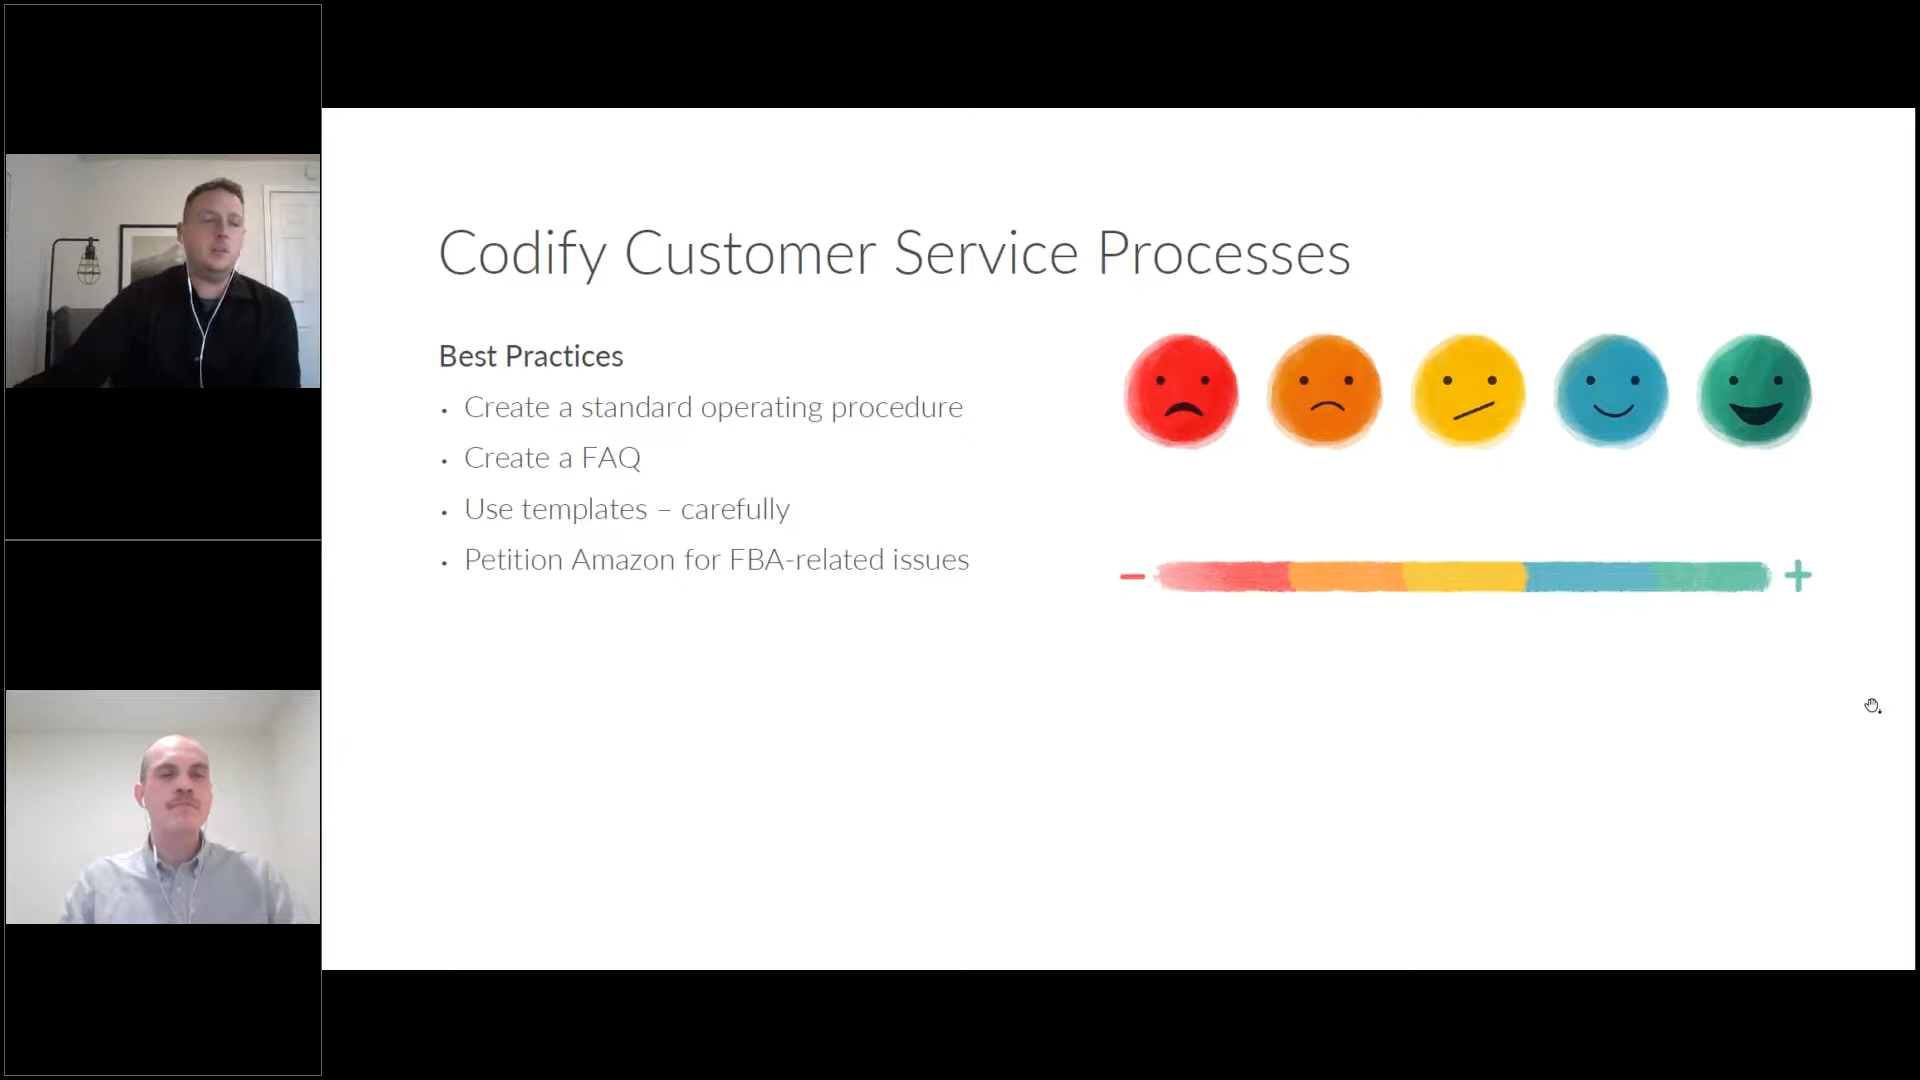 Codify Customer Service Processes
Best Practices
• Create a standard operating procedure
• Create a FAQ
• Use templates – carefully
• Petition Amazon for FBA-related issues